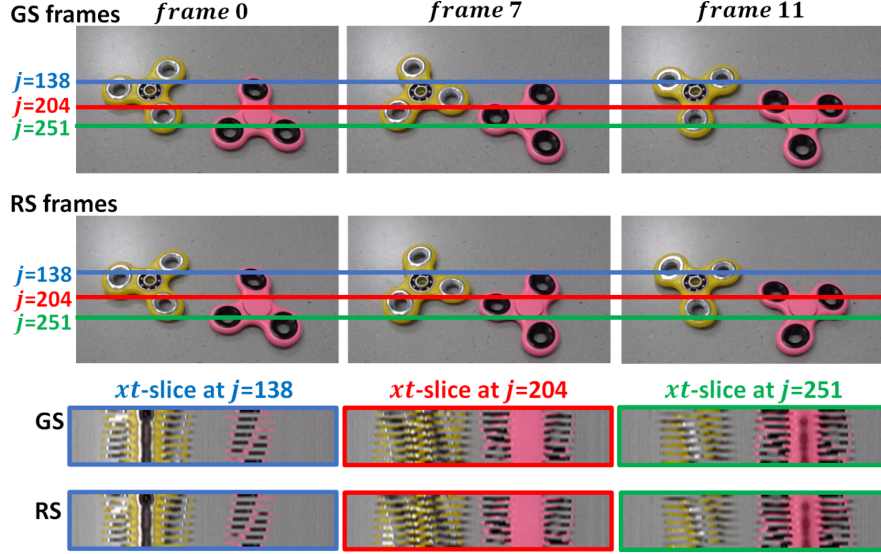 GS frames
frame 0
frame 7
frame 11
j=138
j=204
j=251
RS frames
j=138
j=204
j=251
xt-slice at j=138
xt-slice at j=204
xt-slice at j=251
GS
RS